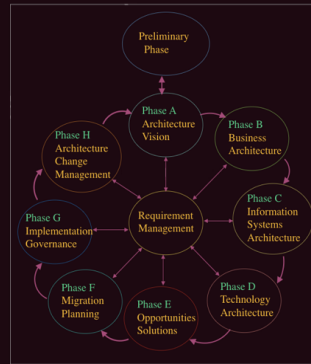 Preliminary
Phase
Phase A
Architecture
Vision
Phase B
Business
Architecture
Phase C
Information
Systems
Architecture
Phase D
Technology
Architecture
Phase E
Opportunities
Solutions
Phase F
Migration
Planning
Phase G
Implementation
Governance
Phase H
Architecture
Change
Management
Requirement
Management